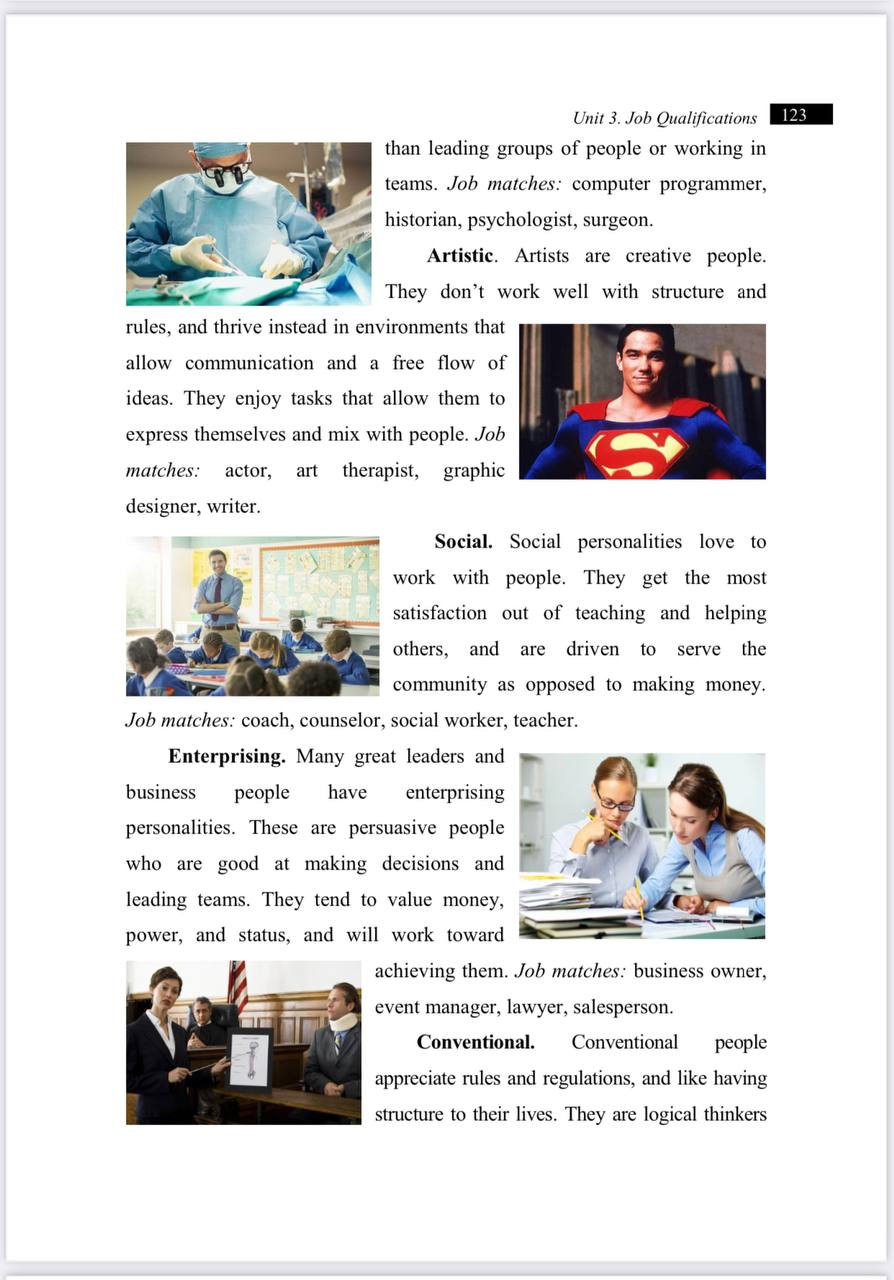 Unit 3. Job Qualifications 123
than leading groups of people or working in
teams. Job matches: computer programmer,
historian, psychologist, surgeon.
Artistic. Artists are creative people.
They don’t work well with structure and
rules, and thrive instead in environments that
allow communication and a free flow of
ideas. They enjoy tasks that allow them to
express themselves and mix with people. Job
matches: actor, art therapist, graphic
designer, writer.
Social. Social personalities love to
work with people. They get the most
satisfaction out of teaching and helping
others, and are driven to serve the
community as opposed to making money.
Job matches: coach, counselor, social worker, teacher.
Enterprising. Many great leaders and
business people have enterprising
personalities. These are persuasive people
who are good at making decisions and
leading teams. They tend to value money,
power, and status, and will work toward
achieving them. Job matches: business owner,
event manager, lawyer, salesperson.
Conventional. Conventional people
appreciate rules and regulations, and like having
structure to their lives. They are logical thinkers